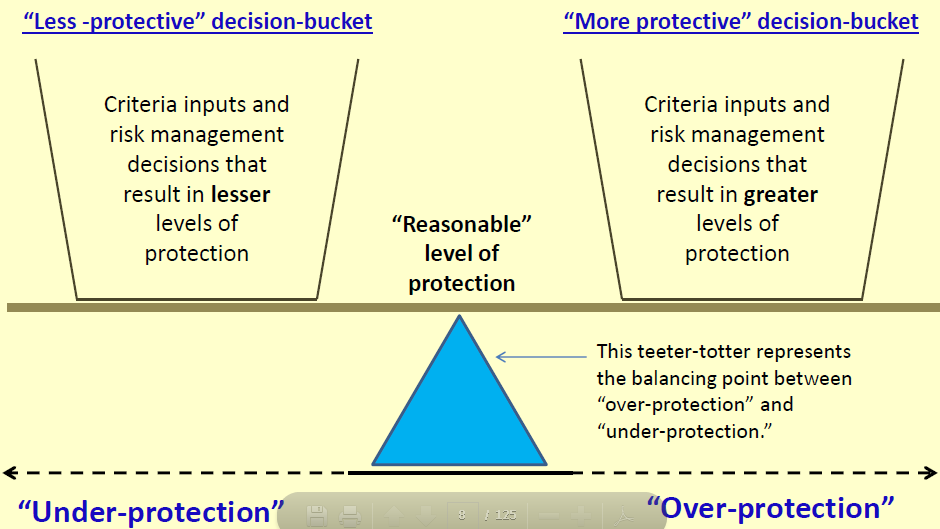 “Less -protective” decision-bucket
“More protective” decision-bucket
Criteria inputs and
risk management
decisions that
result in lesser
levels of
protection
Criteria inputs and
risk management
decisions that
result in greater
levels of
protection
“Reasonable”
level of
protection
This teeter-totter represents
the balancing point between
“over-protection” and
“under-protection.”
“Under-protection”
“Over-protection”
8 / 125